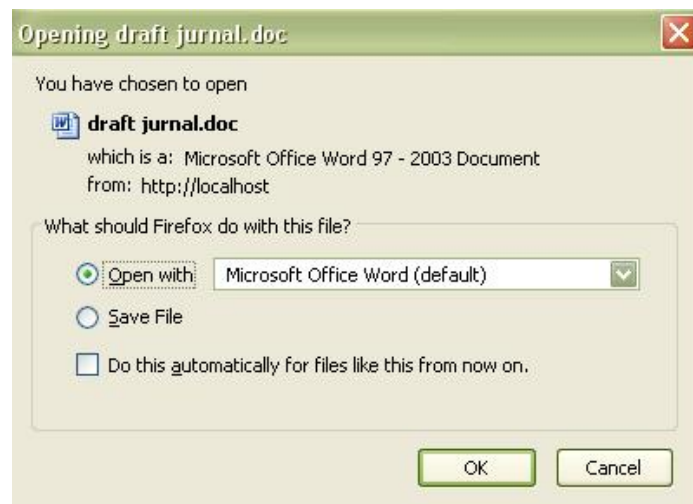 Opening draft jurnal.doc
You have chosen to open
draft jurnal.doc
which is a: Microsoft Office Word 97 - 2003 Document
from: http://localhost
What should Firefox do with this file?
Open with Microsoft Office Word (default)
Save File
Do this automatically for files like this from now on.
OK Cancel